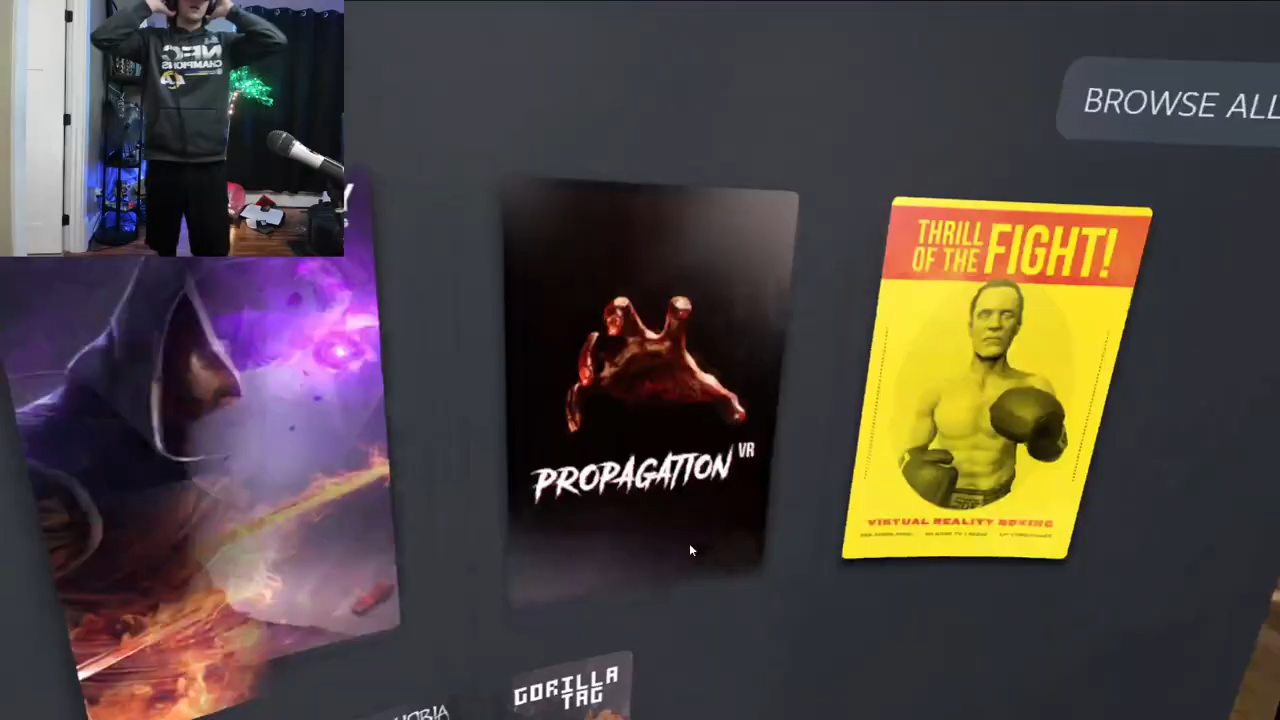 NFC
CHAMPIONS
BROWSE ALL
THRILL
OF THE FIGHT!
PROPAGATION VR
VIRTUAL REALITY BOXING
GORILLA
TAG